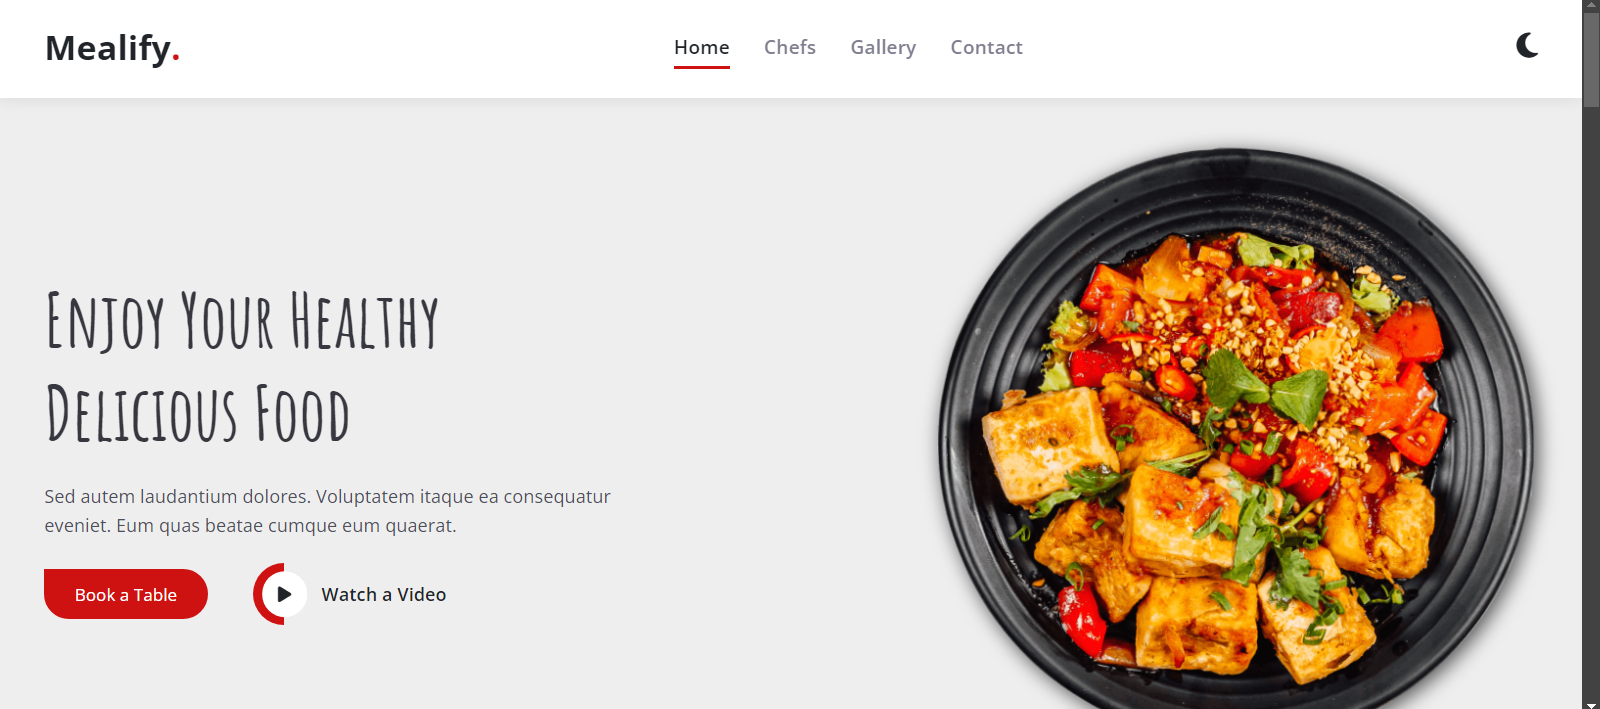 Mealify.
Home
Chefs
Gallery
Contact
Enjoy Your Healthy
Delicious Food
Sed autem laudantium dolores. Voluptatem itaque ea consequatur
eveniet. Eum quas beatae cumque eum quaerat.
Book a Table
Watch a Video